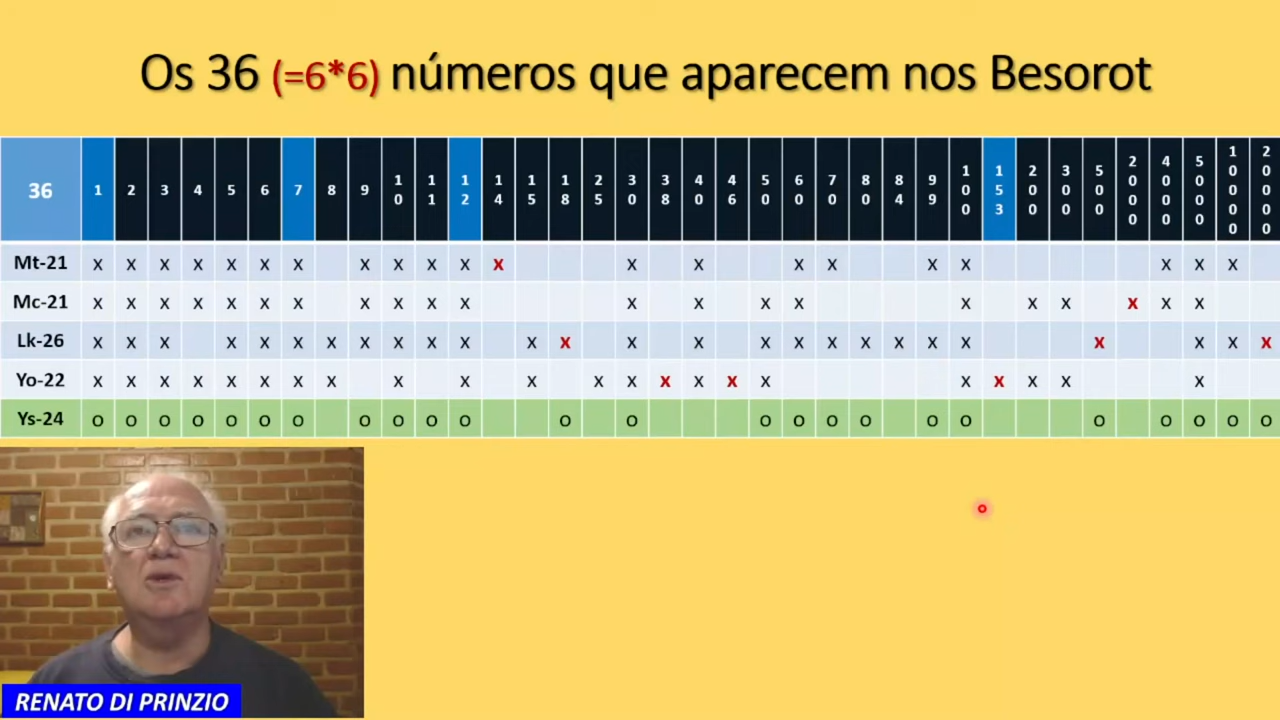 Os 36 (=6*6) números que aparecem nos Besorot
36 1 2 3 4 5 6 7 8 9 10 11 12 14 15 18 25 30 38 40 46 50 60 70 80 84 99 100 153 200 300 500 2000 4000 5000 10000 20000
Mt-21 x x x x x x x x x x x x x x x x x x x x x
Mc-21 x x x x x x x x x x x x x x x x x x x x x
Lk-26 x x x x x x x x x x x x x x x x x x x x x x x x x x
Yo-22 x x x x x x x x x x x x x x x x x x x x x x
Ys-24 o o o o o o o o o o o o o o o o o o o o o o o o
RENATO DI PRINZIO